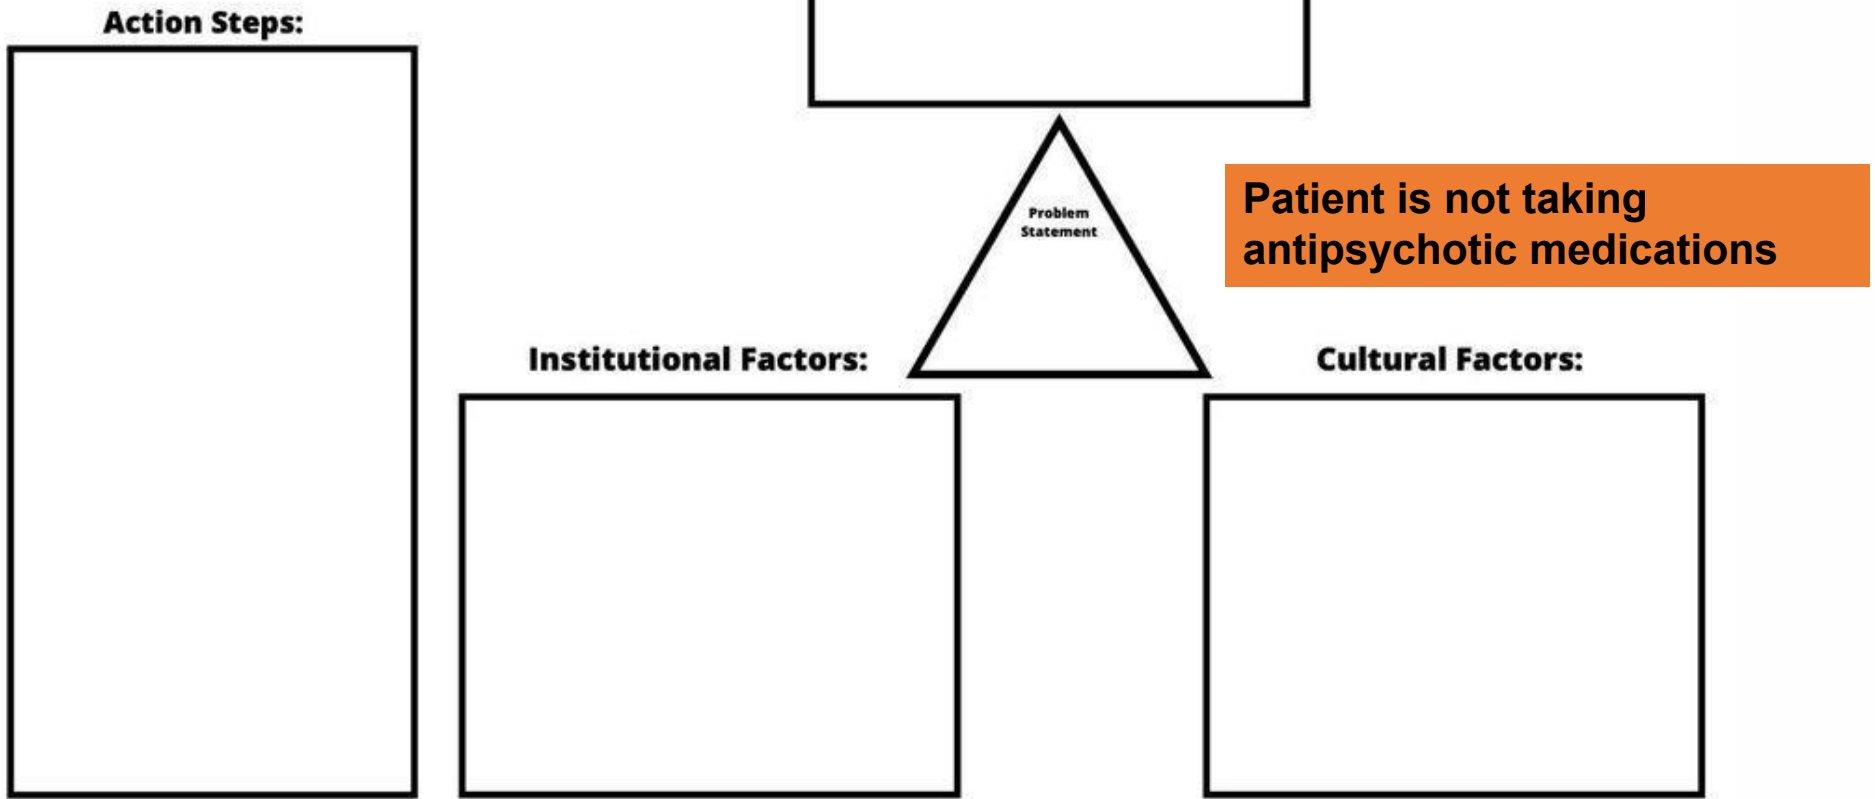 Action Steps:
Problem
Statement
Patient is not taking
antipsychotic medications
Institutional Factors:
Cultural Factors: